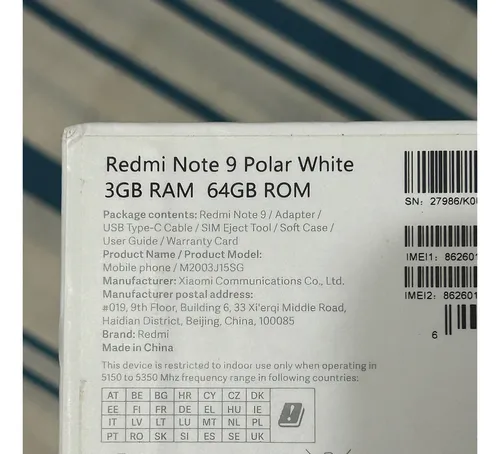 Redmi Note 9 Polar White
3GB RAM 64GB ROM
Package contents: Redmi Note 9 / Adapter /
USB Type-C Cable / SIM Eject Tool / Soft Case /
User Guide / Warranty Card
Product Name / Product Model:
Mobile phone / M2003J15SG
Manufacturer: Xiaomi Communications Co., Ltd.
Manufacturer postal address:
#019, 9th Floor, Building 6, 33 Xi'erqi Middle Road,
Haidian District, Beijing, China, 100085
Brand: Redmi
Made in China
This device is restricted to indoor use only when operating in
5150 to 5350 Mhz frequency range in following countries:
AT BE BG HR CY CZ DK
EE FI FR DE EL HU IE
IT LV LT LU MT NL PL
PT RO SK SI ES SE UK
SN: 27986/K0
IMEI1: 862601
IMEI2: 862601
6